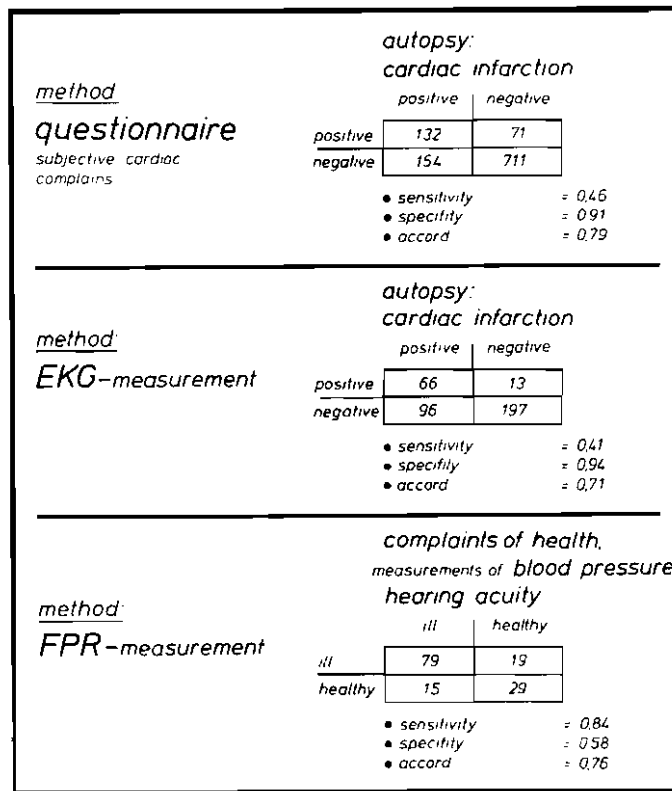 autopsy:
cardiac infarction
method
questionnaire
subjective cardiac
complains
positive negative
positive 132 71
negative 154 711
• sensitivity = 0,46
• specifity = 0.91
• accord = 0.79
autopsy:
cardiac infarction
method:
EKG-measurement
positive negative
positive 66 13
negative 96 197
• sensitivity = 0,41
• specifity = 0,94
• accord = 0,71
complaints of health,
measurements of blood pressure
hearing acuity
method:
FPR-measurement
ill healthy
ill 79 19
healthy 15 29
• sensitivity = 0,84
• specifity = 0.58
• accord = 0,76